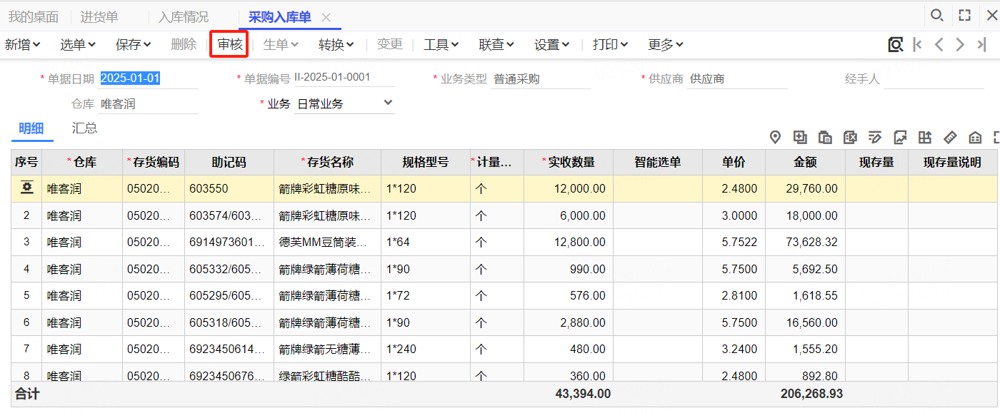 我的桌面 进货单 入库情况 采购入库单
新增 选单 保存 删除 审核 生单 转换 变更 工具 联查 设置 打印 更多
* 单据日期 2025-01-01 * 单据编号 II-2025-01-0001 * 业务类型 普通采购 * 供应商 供应商 经手人
仓库 唯客润 * 业务 日常业务
明细 汇总
序号 * 仓库 * 存货编码 助记码 * 存货名称 规格型号 * 计量... * 实收数量 智能选单 单价 金额 现存量 现存量说明
唯客润 05020... 603550 箭牌彩虹糖原味... 1*120 个 12,000.00 2.4800 29,760.00
2 唯客润 05020... 603574/603... 箭牌彩虹糖原味... 1*120 个 6,000.00 3.0000 18,000.00
3 唯客润 05020... 6914973601... 德芙MM豆筒装... 1*64 个 12,800.00 5.7522 73,628.32
4 唯客润 05020... 605332/605... 箭牌绿箭薄荷糖... 1*90 个 990.00 5.7500 5,692.50
5 唯客润 05020... 605295/605... 箭牌绿箭薄荷糖... 1*72 个 576.00 2.8100 1,618.55
6 唯客润 05020... 605318/605... 箭牌绿箭薄荷糖... 1*90 个 2,880.00 5.7500 16,560.00
7 唯客润 05020... 6923450614... 箭牌绿箭无糖薄... 1*240 个 480.00 3.2400 1,555.20
8 唯客润 05020... 6923450676... 绿箭彩虹糖酷酷... 1*120 个 360.00 2.4800 892.80
合计 43,394.00 206,268.93